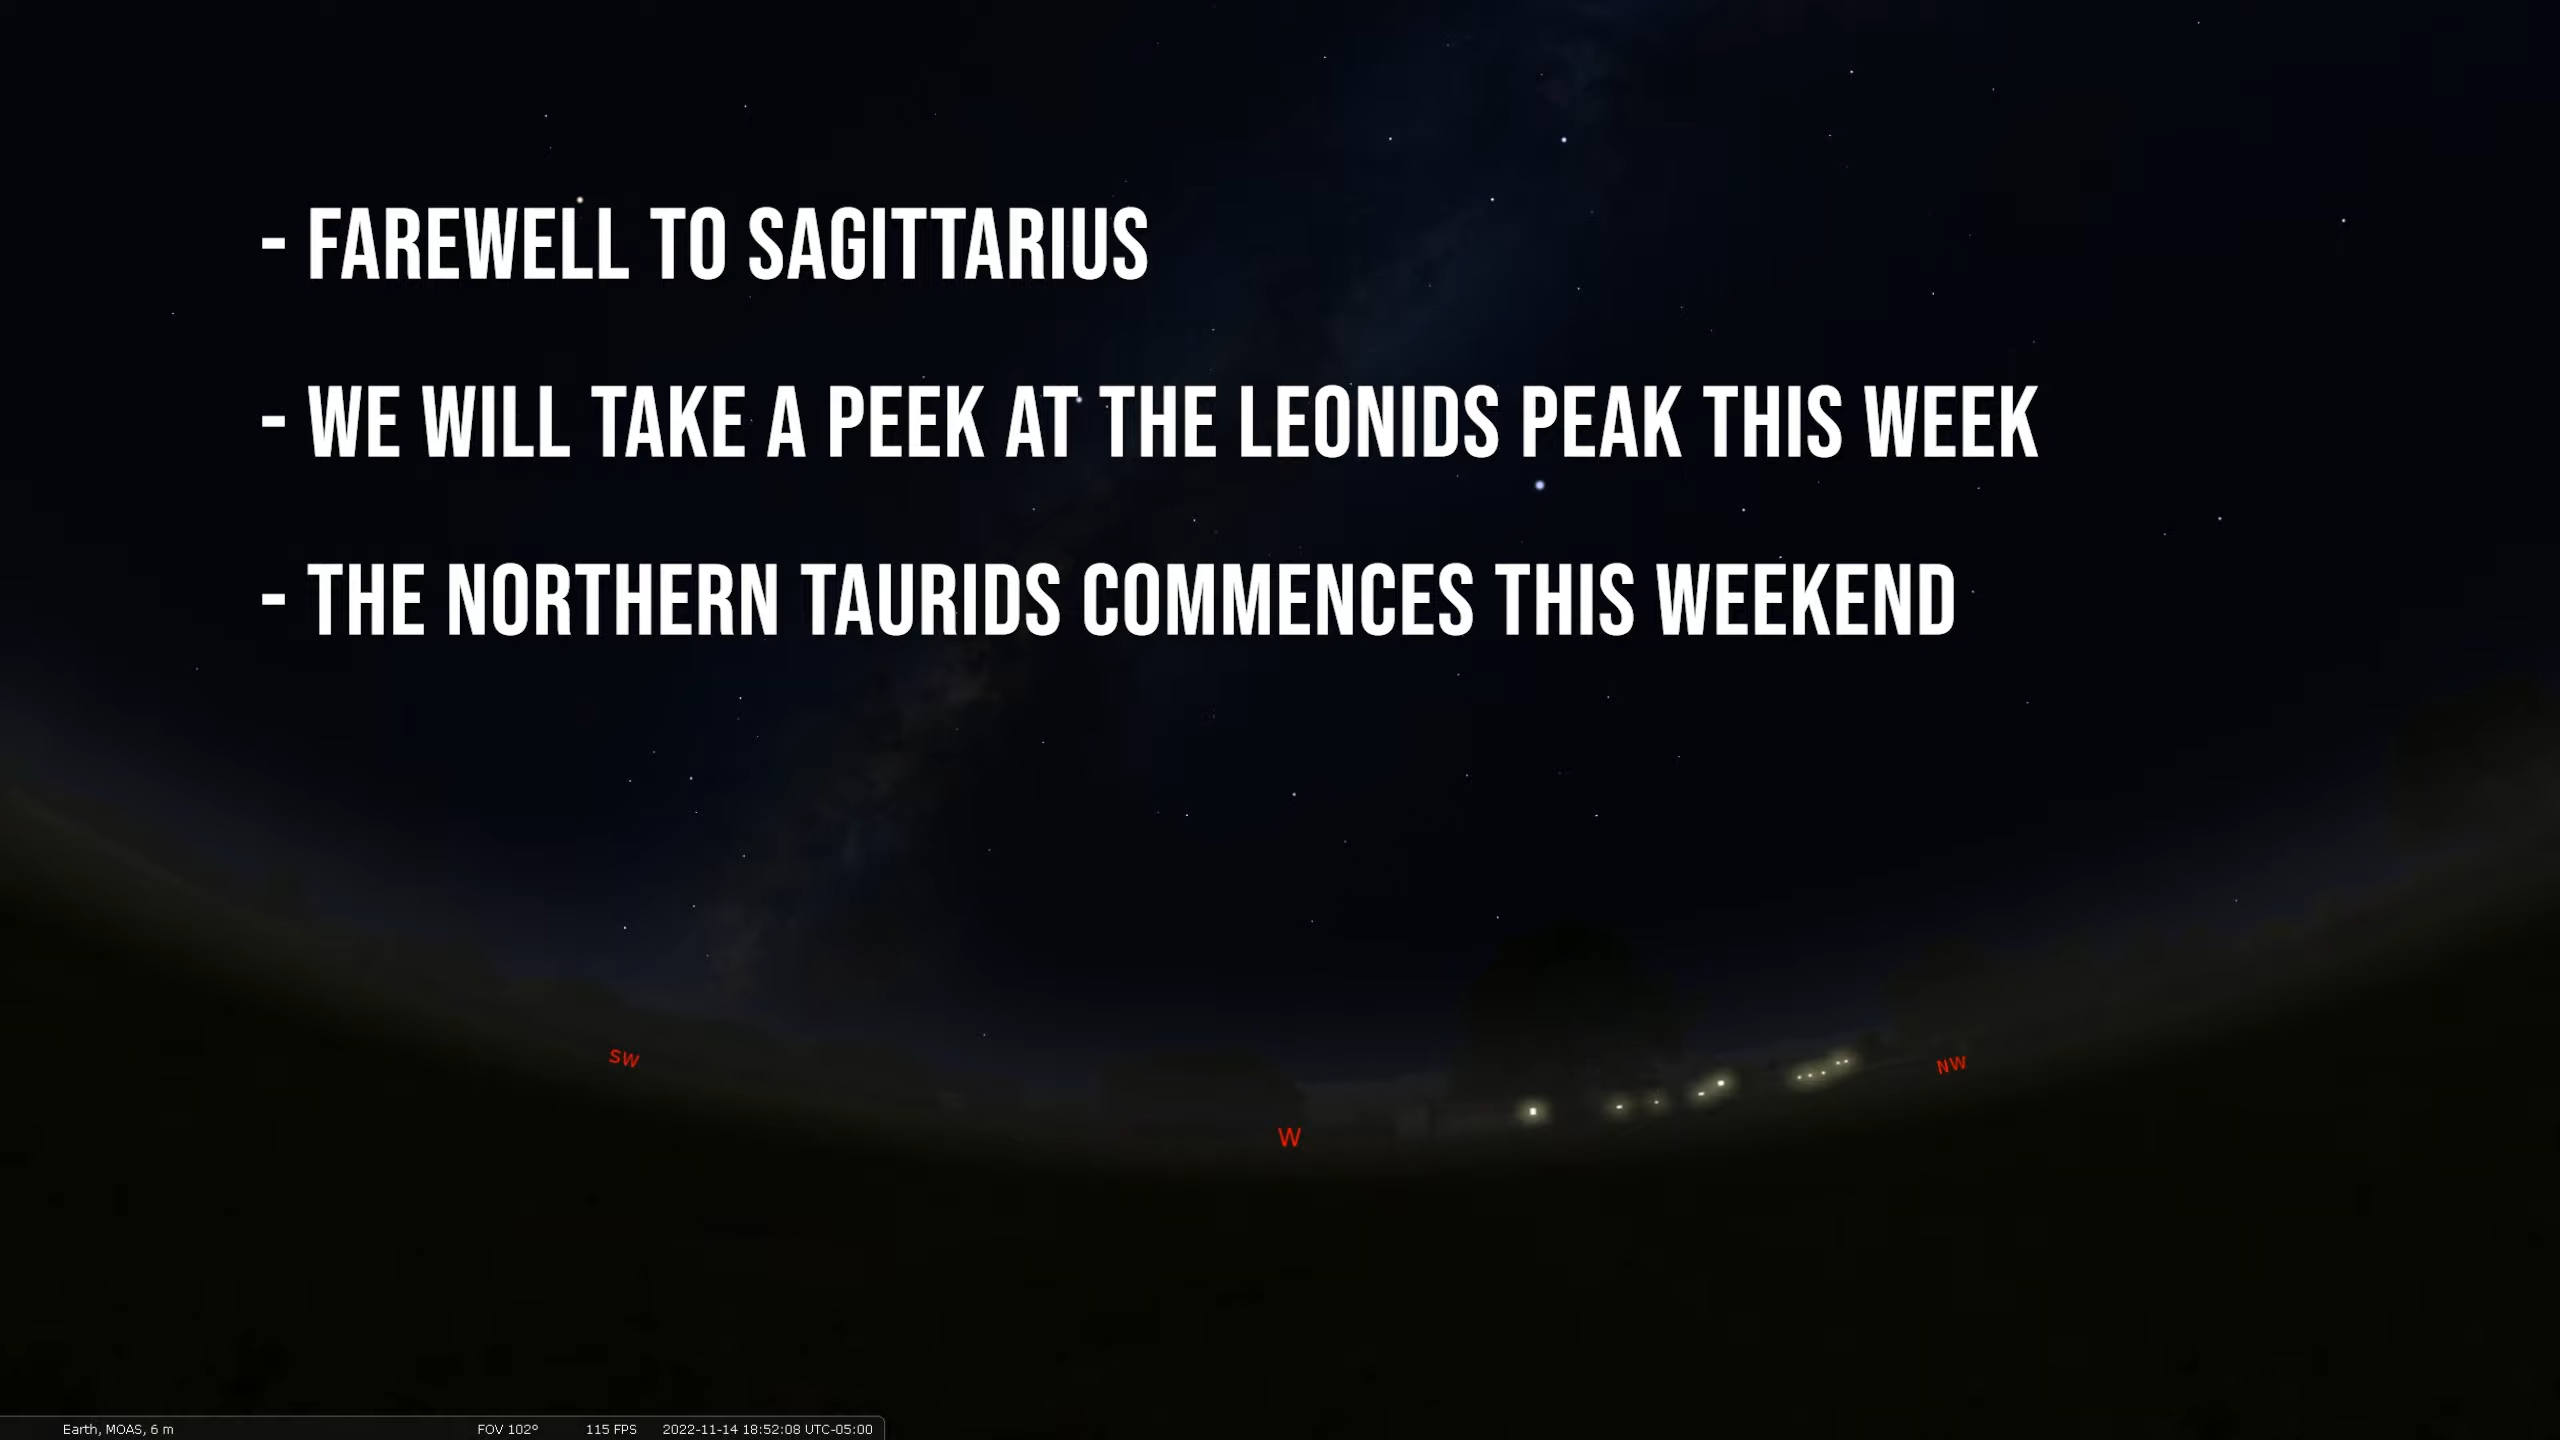 - FAREWELL TO SAGITTARIUS
- WE WILL TAKE A PEEK AT THE LEONIDS PEAK THIS WEEK
- THE NORTHERN TAURIDS COMMENCES THIS WEEKEND
SW
NW
W
Earth, MOAS, 6 m FOV 102° 115 FPS 2022-11-14 18:52:08 UTC-05:00